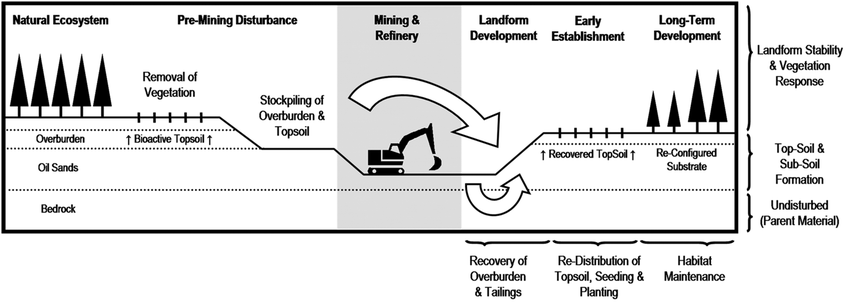 Natural Ecosystem
Pre-Mining Disturbance
Mining &
Refinery
Landform
Development
Early
Establishment
Long-Term
Development
Landform Stability
& Vegetation
Response
Removal of
Vegetation
Stockpiling of
Overburden &
Topsoil
Overburden
↑ Bioactive Topsoil ↑
↑ Recovered TopSoil ↑
Re-Configured
Substrate
Top-Soil &
Sub-Soil
Formation
Oil Sands
Bedrock
Undisturbed
(Parent Material)
Recovery of
Overburden
& Tailings
Re-Distribution of
Topsoil, Seeding &
Planting
Habitat
Maintenance